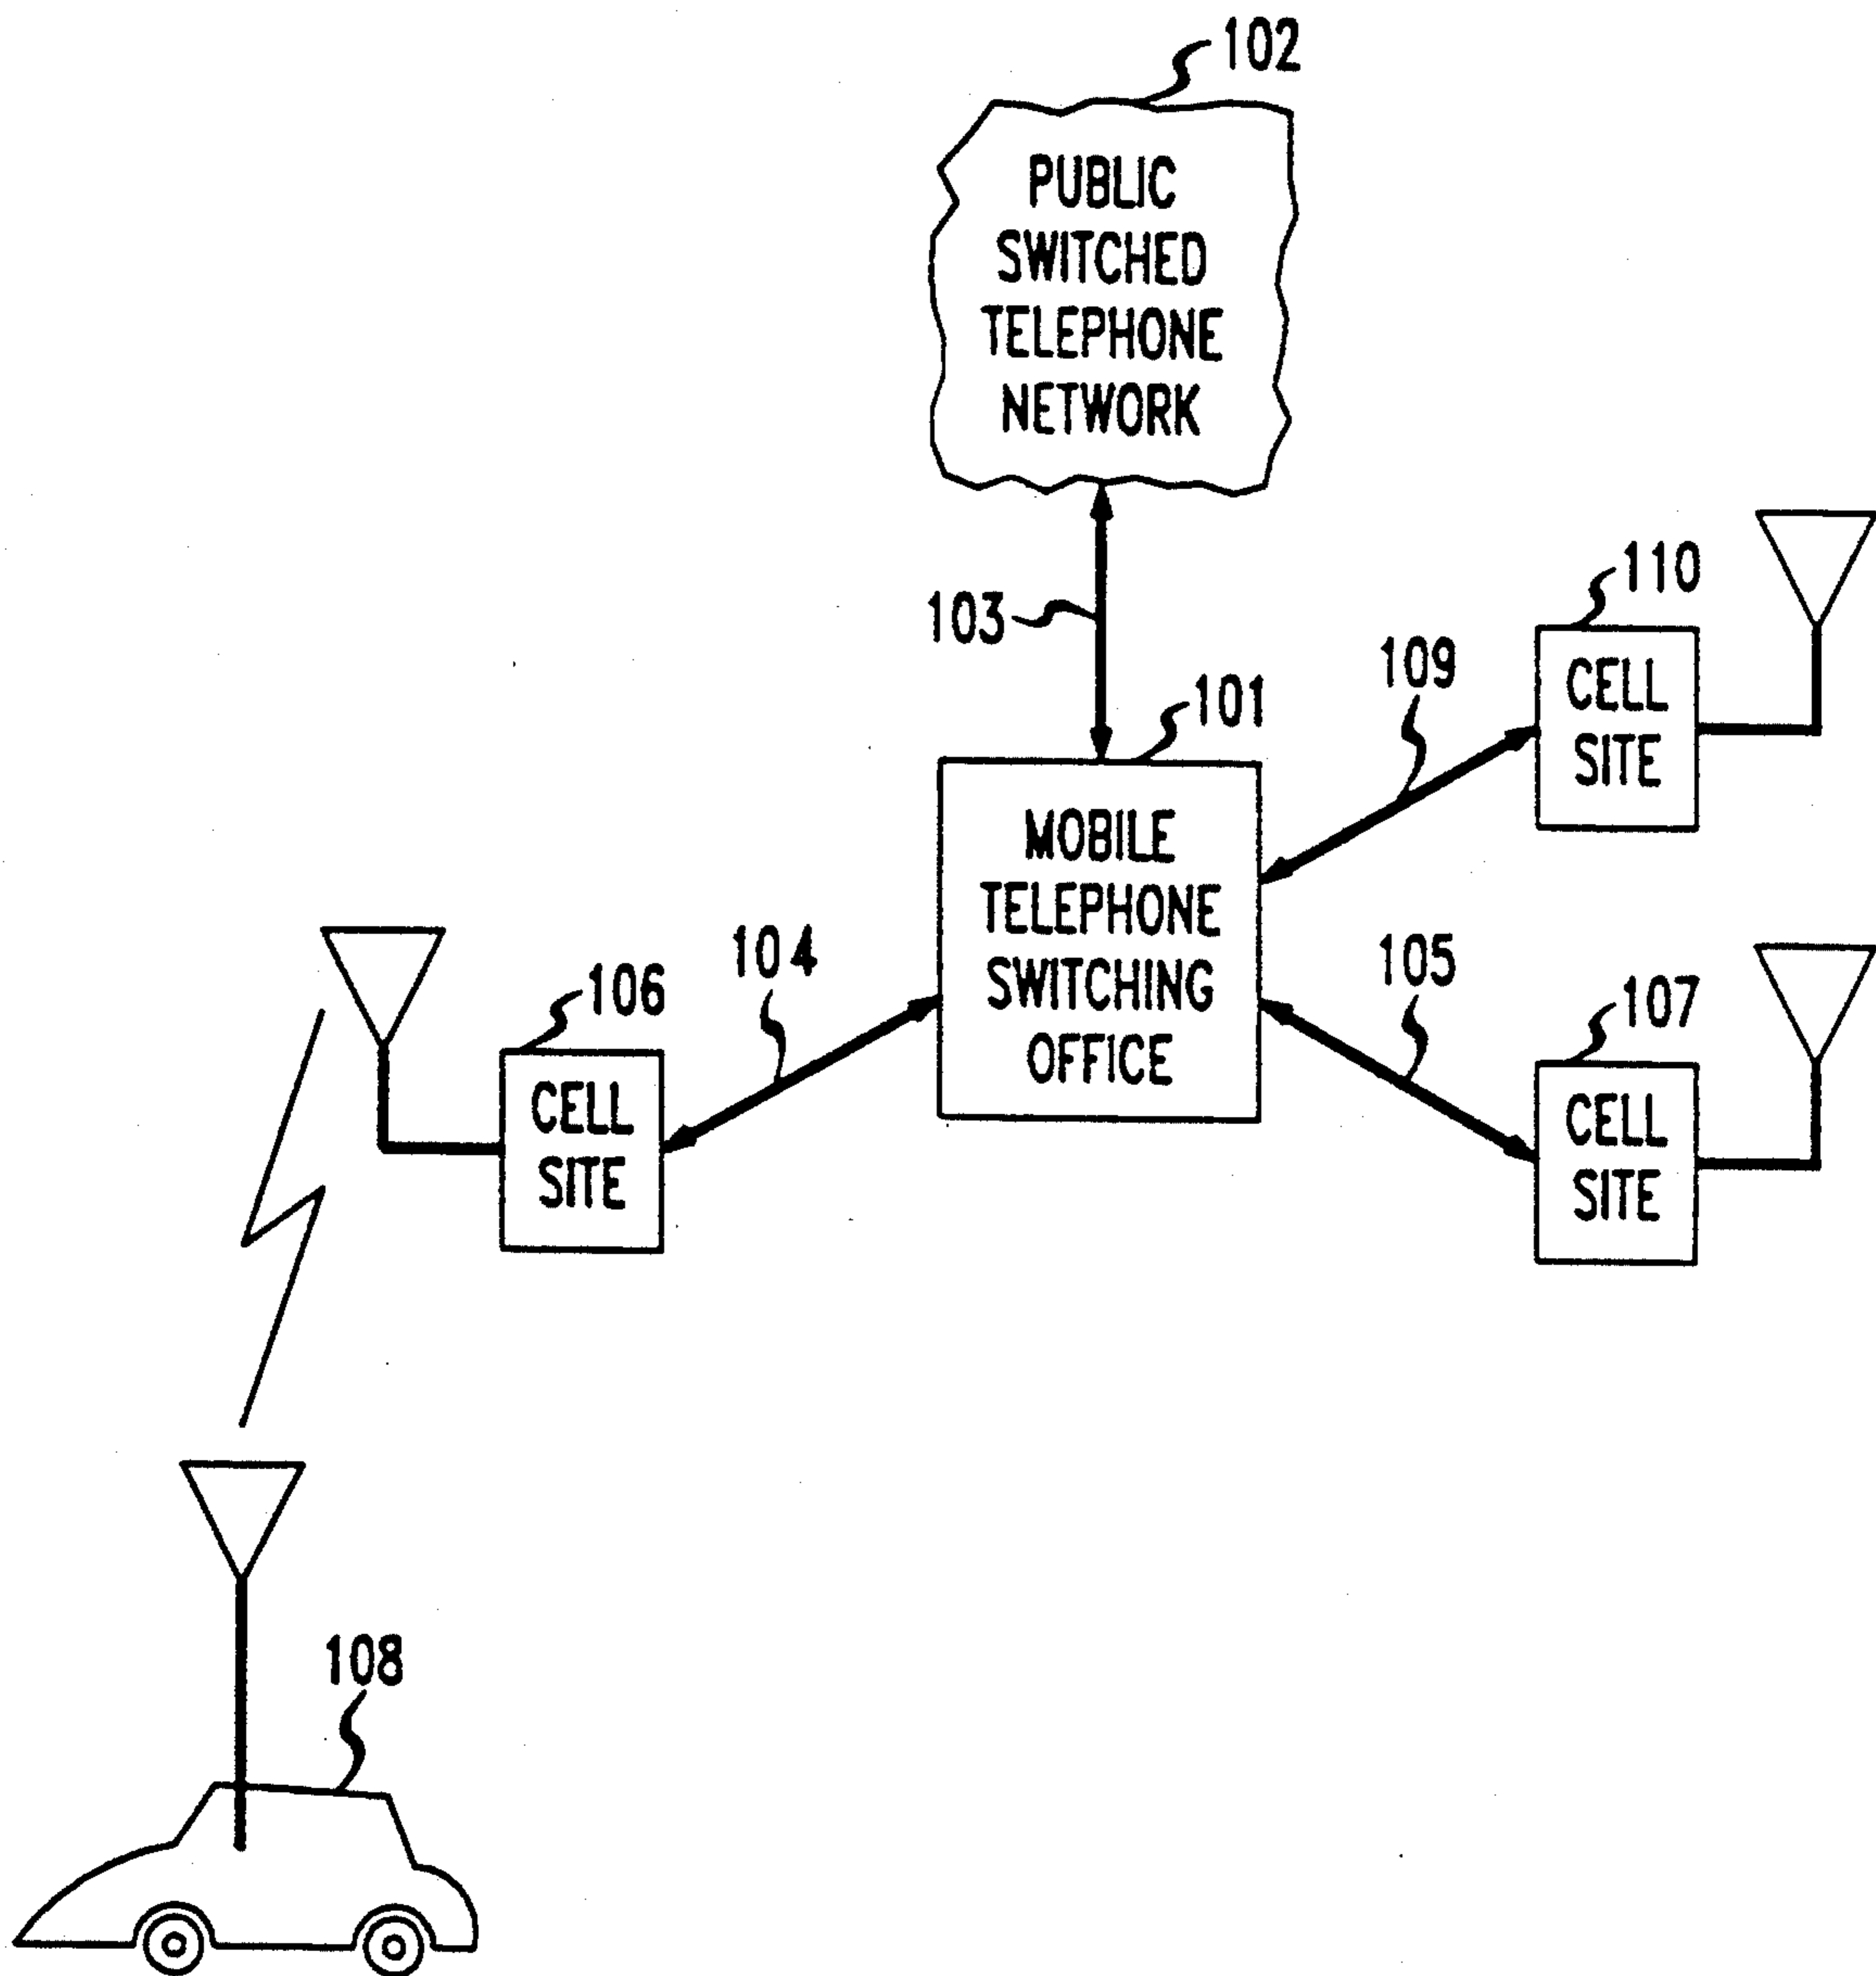 102
PUBLIC
SWITCHED
TELEPHONE
NETWORK
103
110
CELL
SITE
109
101
MOBILE
TELEPHONE
SWITCHING
OFFICE
104
106
CELL
SITE
105
107
CELL
SITE
108